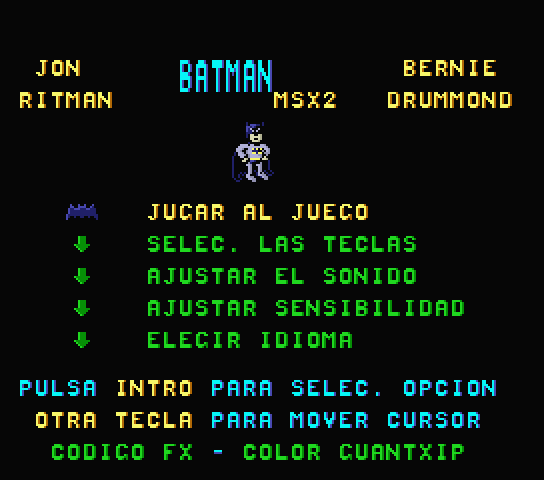 JON BATMAN BERNIE
RITMAN MSX2 DRUMMOND
JUGAR AL JUEGO
SELEC. LAS TECLAS
AJUSTAR EL SONIDO
AJUSTAR SENSIBILIDAD
ELEGIR IDIOMA
PULSA INTRO PARA SELEC. OPCION
OTRA TECLA PARA MOVER CURSOR
CODIGO FX - COLOR GUANTXIP